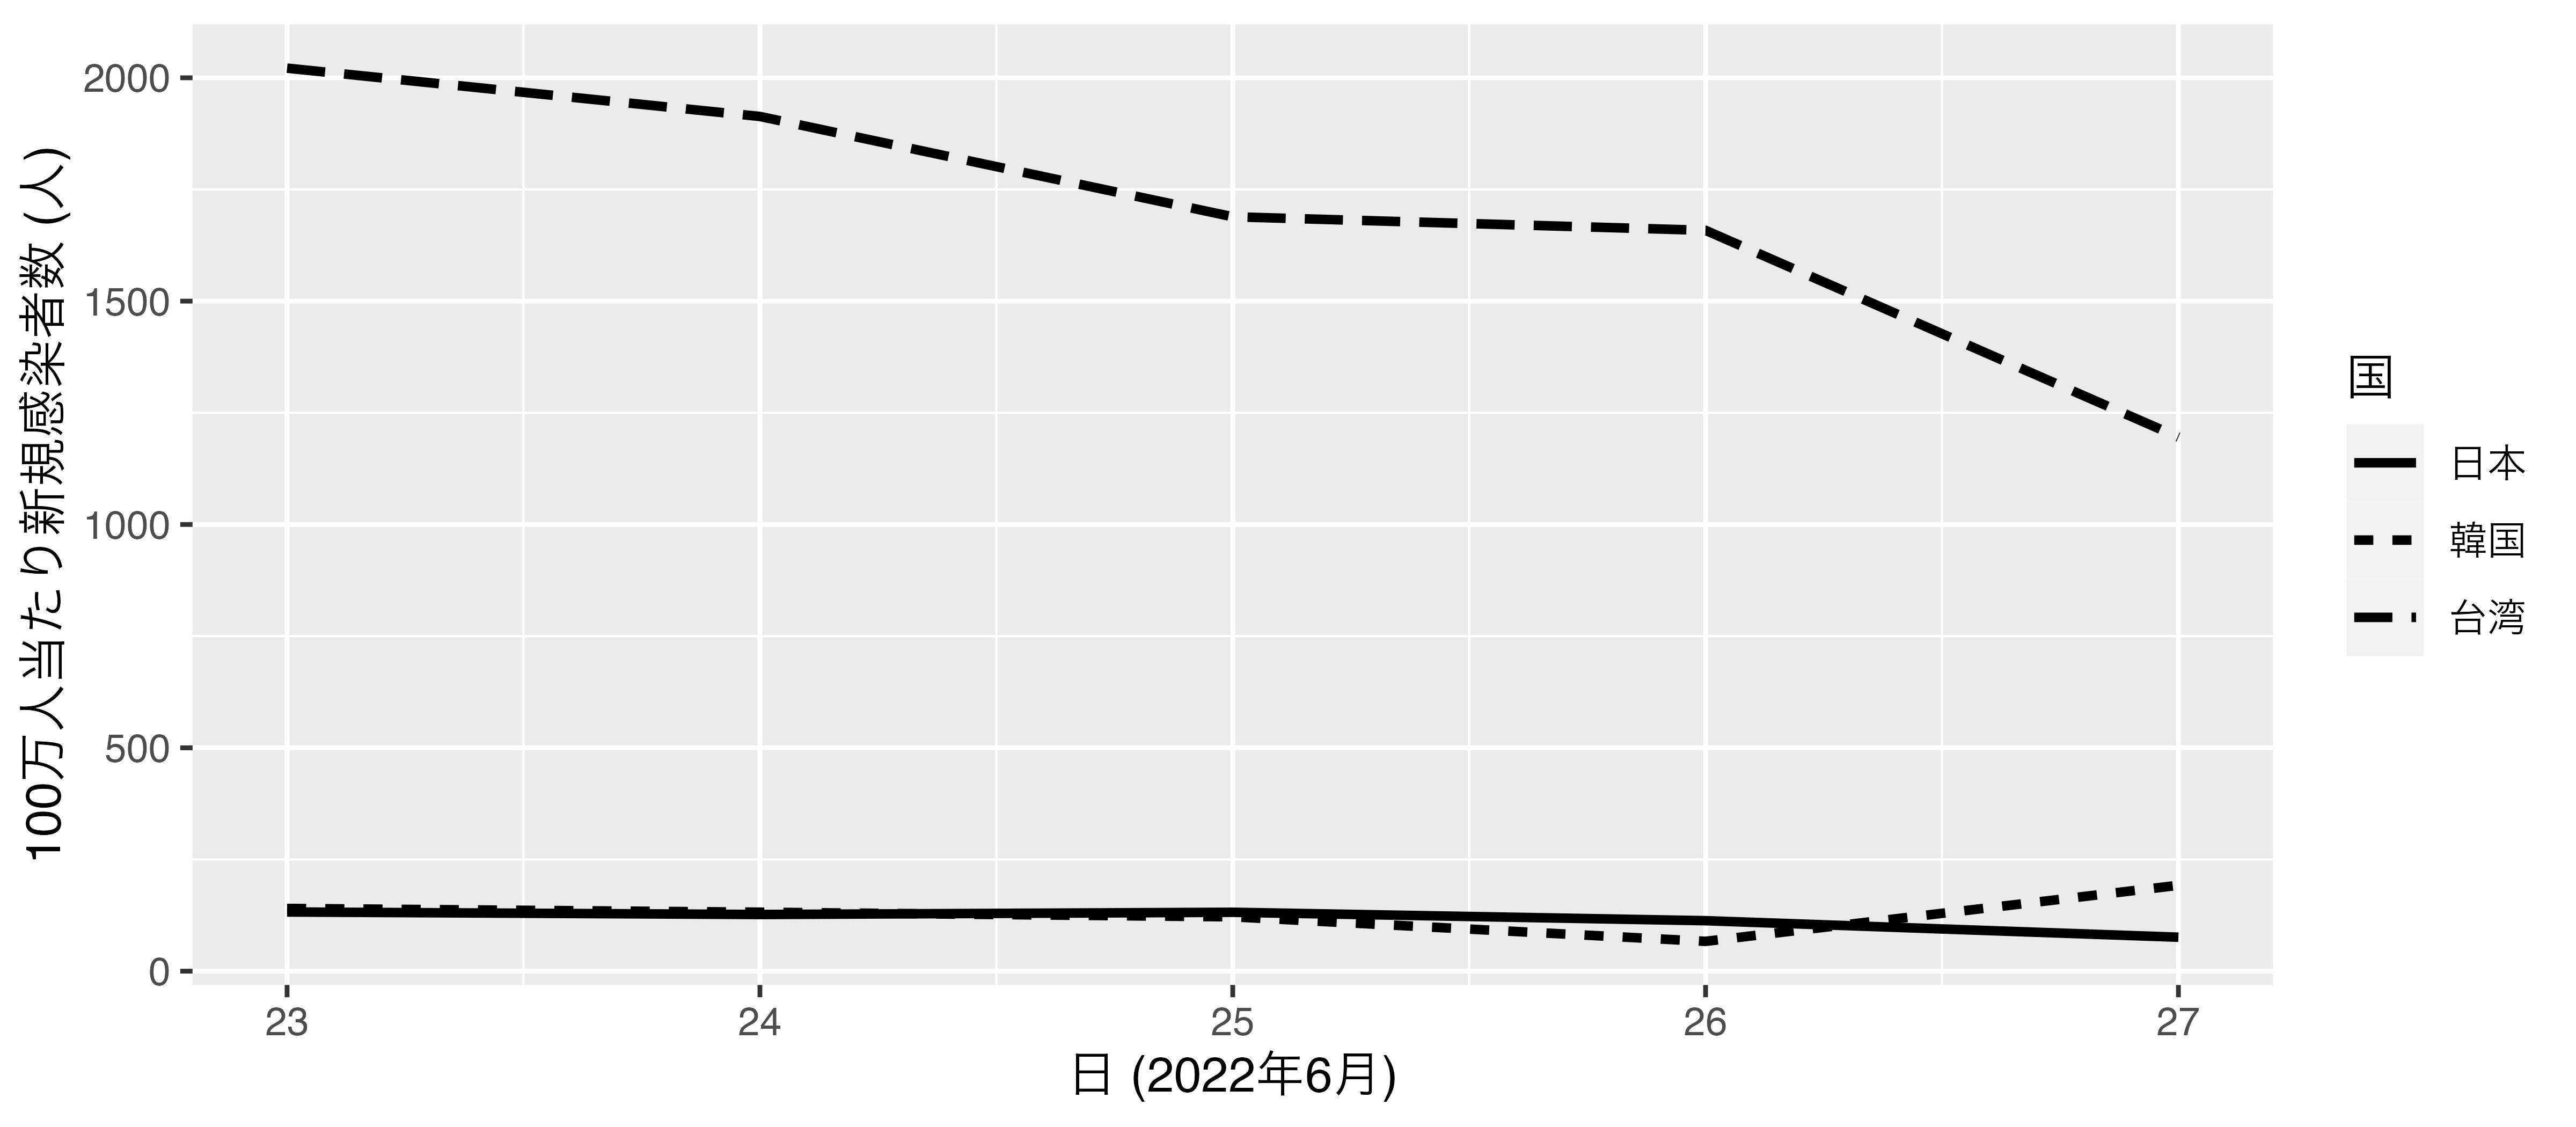 100万人当たり新規感染者数 (人)
2000
1500
1000
500
0
23 24 25 26 27
日 (2022年6月)
国
日本
韓国
台湾